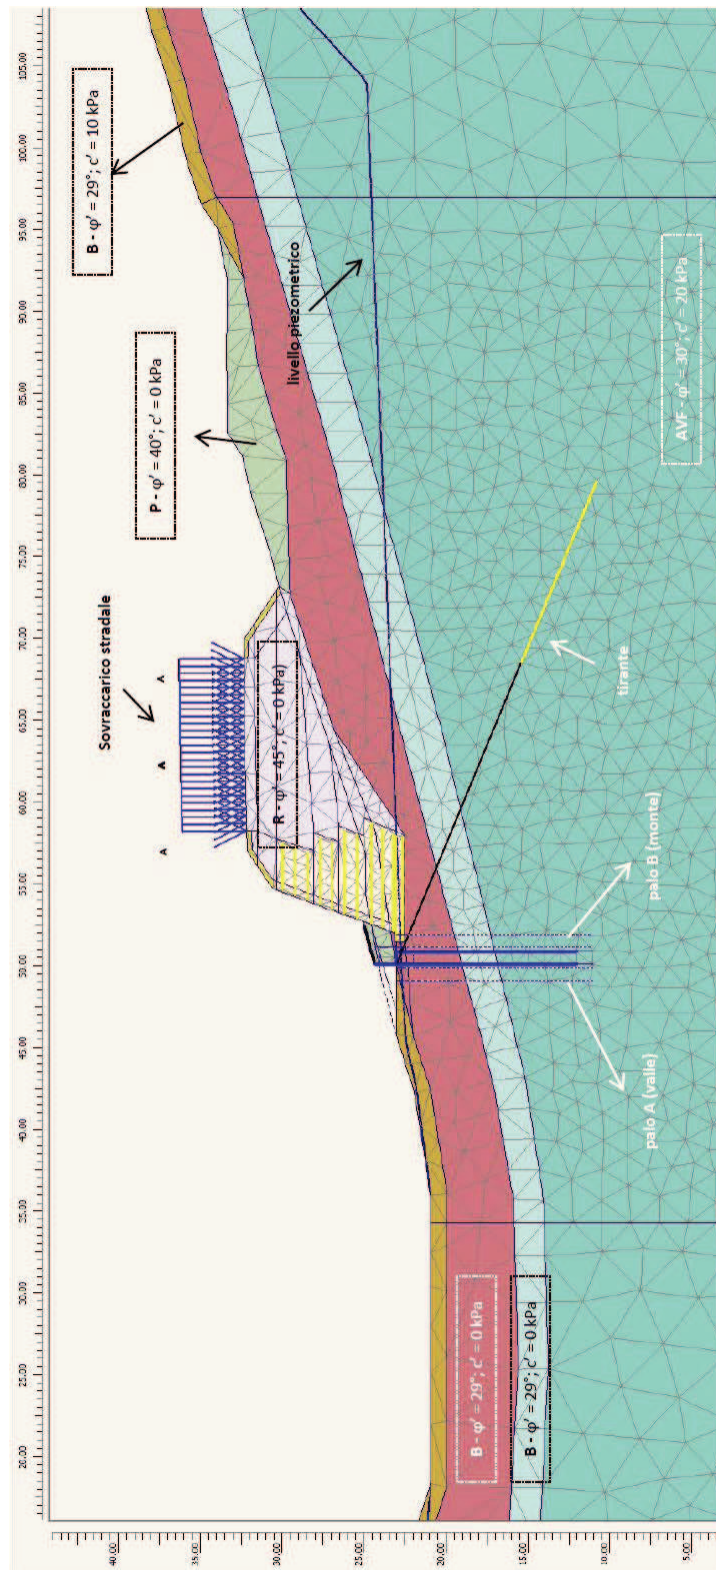 105.00
100.00
95.00
90.00
85.00
80.00
75.00
70.00
65.00
60.00
55.00
50.00
45.00
40.00
35.00
30.00
25.00
20.00
B - φ' = 29°; c' = 10 kPa
P - φ' = 40°; c' = 0 kPa
livello piezometrico
AVF - φ' = 30°; c' = 20 kPa
Sovraccarico stradale
A
A
A
R - φ' = 45°; c' = 0 kPa)
tirante
palo B (monte)
palo A (valle)
B - φ' = 29°; c' = 0 kPa
B - φ' = 29°; c' = 0 kPa
40.00
35.00
30.00
25.00
20.00
15.00
10.00
5.00